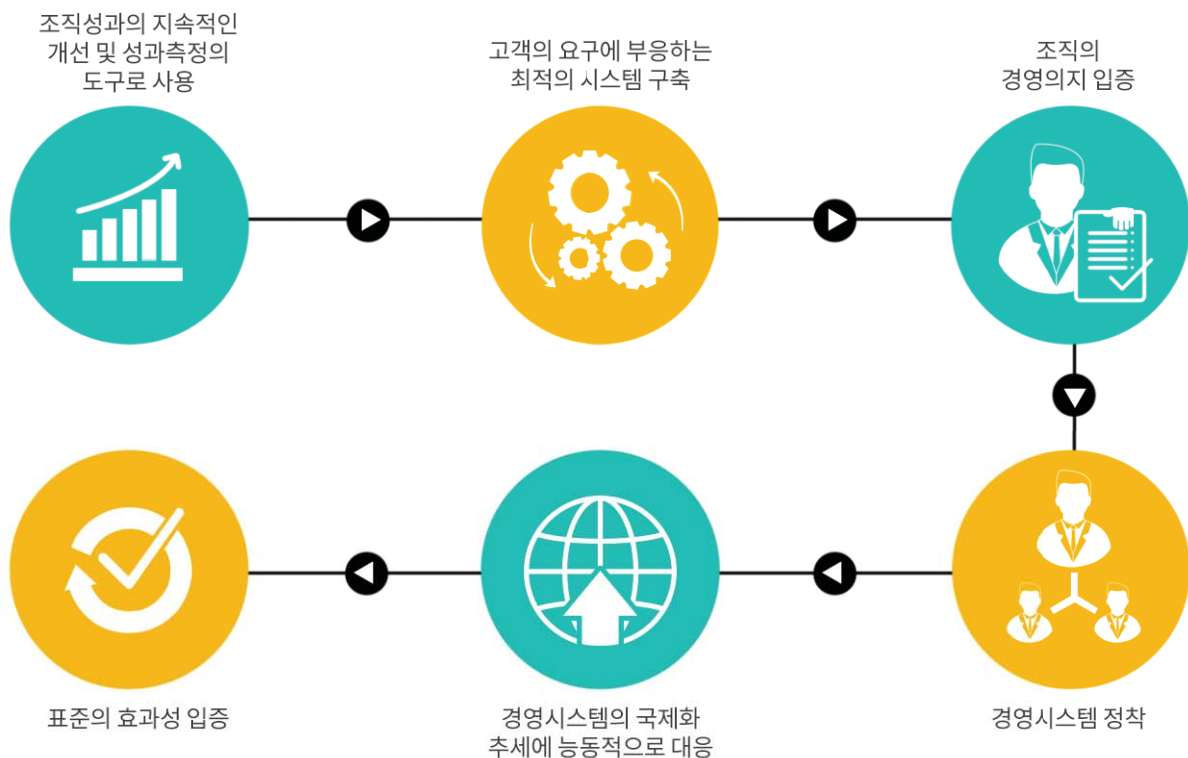 조직성과의 지속적인
개선 및 성과측정의
도구로 사용
고객의 요구에 부응하는
최적의 시스템 구축
조직의
경영의지 입증
경영시스템 정착
경영시스템의 국제화
추세에 능동적으로 대응
표준의 효과성 입증